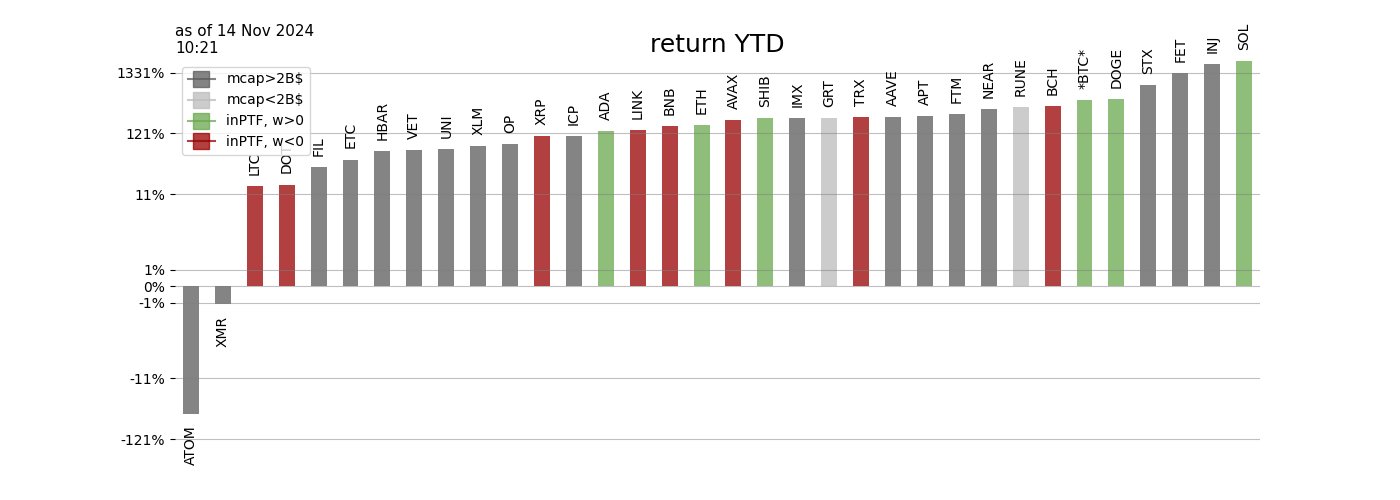 as of 14 Nov 2024
10:21
return YTD
mcap>2B$
mcap<2B$
inPTF, w>0
inPTF, w<0
1331%
121%
11%
1%
0%
-1%
-11%
-121%
ATOM
XMR
LTC
DOT
FIL
ETC
HBAR
VET
UNI
XLM
OP
XRP
ICP
ADA
LINK
BNB
ETH
AVAX
SHIB
IMX
GRT
TRX
AAVE
APT
FTM
NEAR
RUNE
BCH
*BTC*
DOGE
STX
FET
INJ
SOL